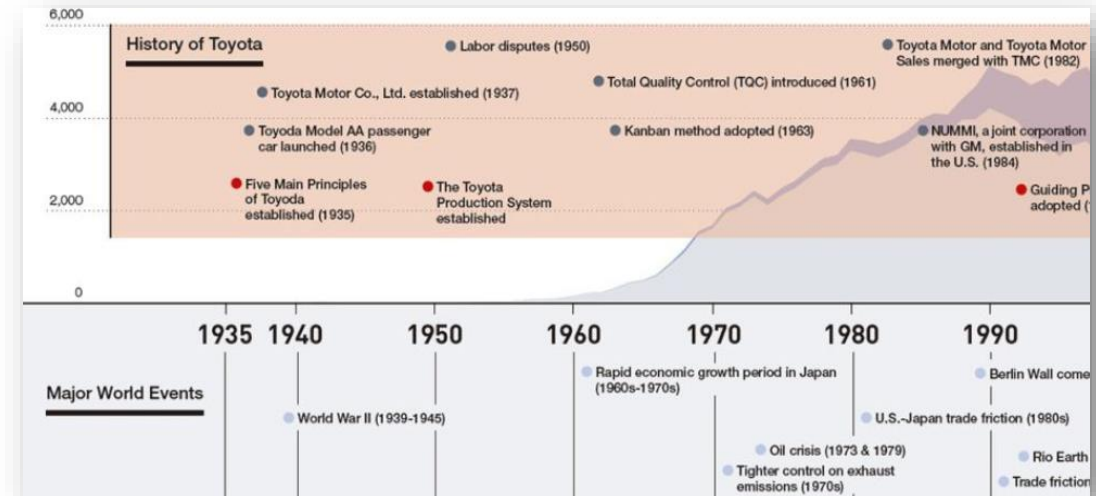 6,000
History of Toyota
Labor disputes (1950)
Toyota Motor and Toyota Motor
Sales merged with TMC (1982)
Total Quality Control (TQC) introduced (1961)
Toyota Motor Co., Ltd. established (1937)
4,000
Toyoda Model AA passenger
car launched (1936)
Kanban method adopted (1963)
NUMMI, a joint corporation
with GM, established in
the U.S. (1984)
Five Main Principles
of Toyoda
established (1935)
The Toyota
Production System
established
Guiding P
adopted (
2,000
0
1935 1940 1950 1960 1970 1980 1990
Major World Events
Rapid economic growth period in Japan
(1960s-1970s)
Berlin Wall come
World War II (1939-1945)
U.S.-Japan trade friction (1980s)
Oil crisis (1973 & 1979)
Rio Earth
Tighter control on exhaust
emissions (1970s)
Trade friction